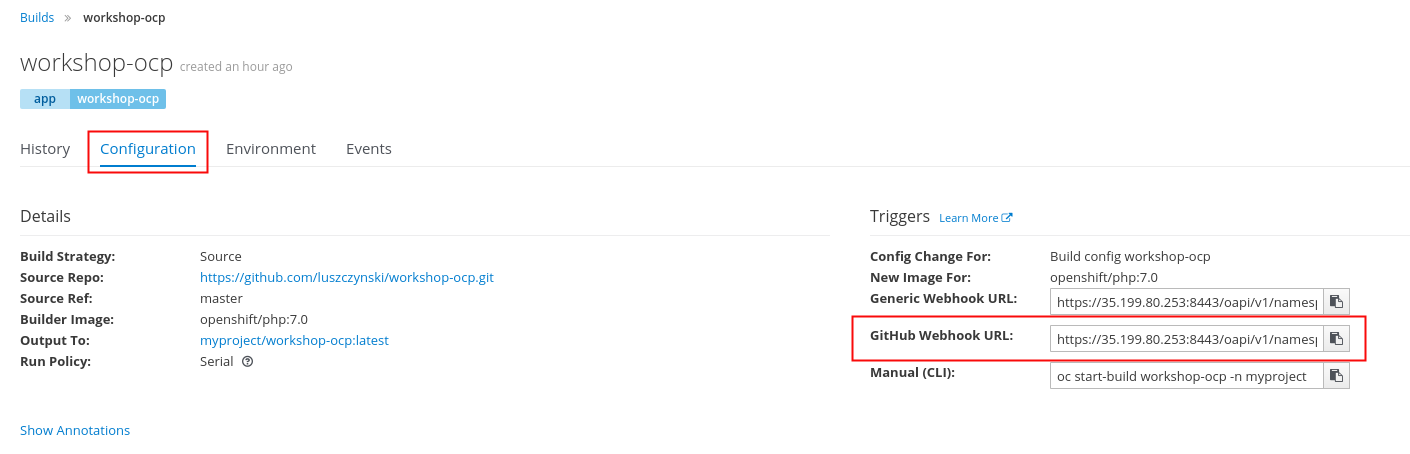 Builds » workshop-ocp
workshop-ocp created an hour ago
app workshop-ocp
History Configuration Environment Events
Details
Build Strategy: Source
Source Repo: https://github.com/luszczynski/workshop-ocp.git
Source Ref: master
Builder Image: openshift/php:7.0
Output To: myproject/workshop-ocp:latest
Run Policy: Serial
Show Annotations
Triggers Learn More
Config Change For: Build config workshop-ocp
New Image For: openshift/php:7.0
Generic Webhook URL: https://35.199.80.253:8443/oapi/v1/namesp
GitHub Webhook URL: https://35.199.80.253:8443/oapi/v1/namesp
Manual (CLI): oc start-build workshop-ocp -n myproject